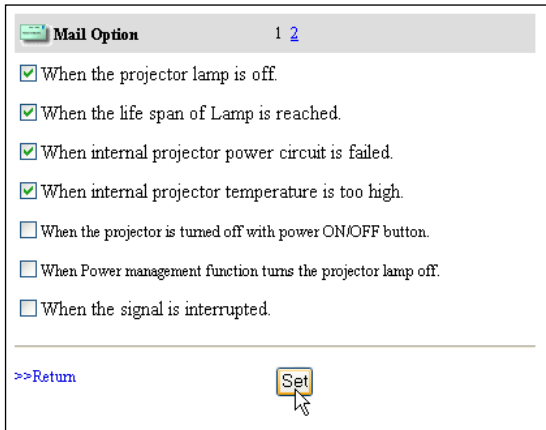 Mail Option 1 2
When the projector lamp is off.
When the life span of Lamp is reached.
When internal projector power circuit is failed.
When internal projector temperature is too high.
When the projector is turned off with power ON/OFF button.
When Power management function turns the projector lamp off.
When the signal is interrupted.
>>Return Set